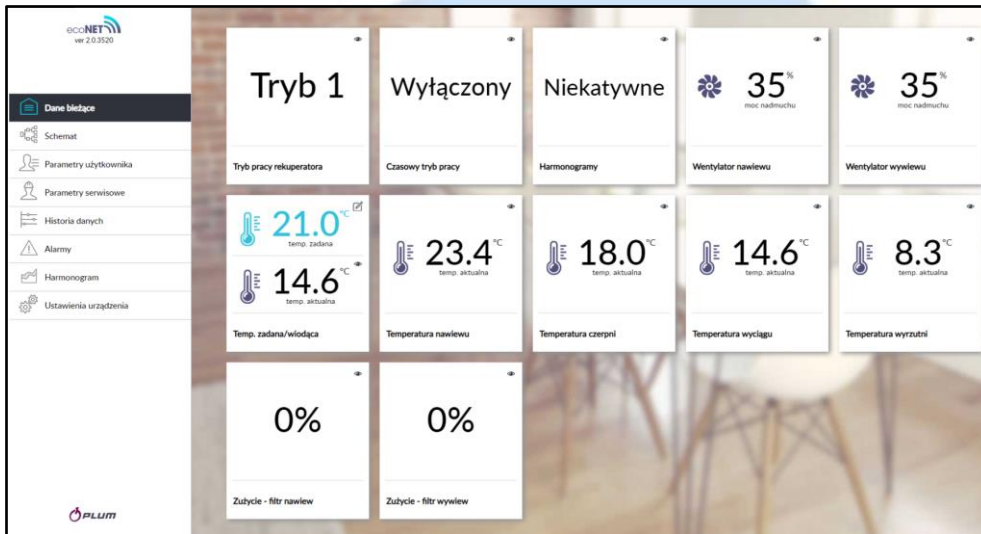 ecoNET
ver 2.0.3520
Dane bieżące
Schemat
Parametry użytkownika
Parametry serwisowe
Historia danych
Alarmy
Harmonogram
Ustawienia urządzenia
PLUM
Tryb 1
Tryb pracy rekuperatora
Wyłączony
Czasowy tryb pracy
Niekatywne
Harmonogramy
35%
moc nadmuchu
Wentylator nawiewu
35%
moc nadmuchu
Wentylator wywiewu
21.0°C
temp. zadana
14.6°C
temp. aktualna
Temp. zadana/wiodąca
23.4°C
temp. aktualna
Temperatura nawiewu
18.0°C
temp. aktualna
Temperatura czerpni
14.6°C
temp. aktualna
Temperatura wyciągu
8.3°C
temp. aktualna
Temperatura wyrzutni
0%
Zużycie - filtr nawiew
0%
Zużycie - filtr wywiew